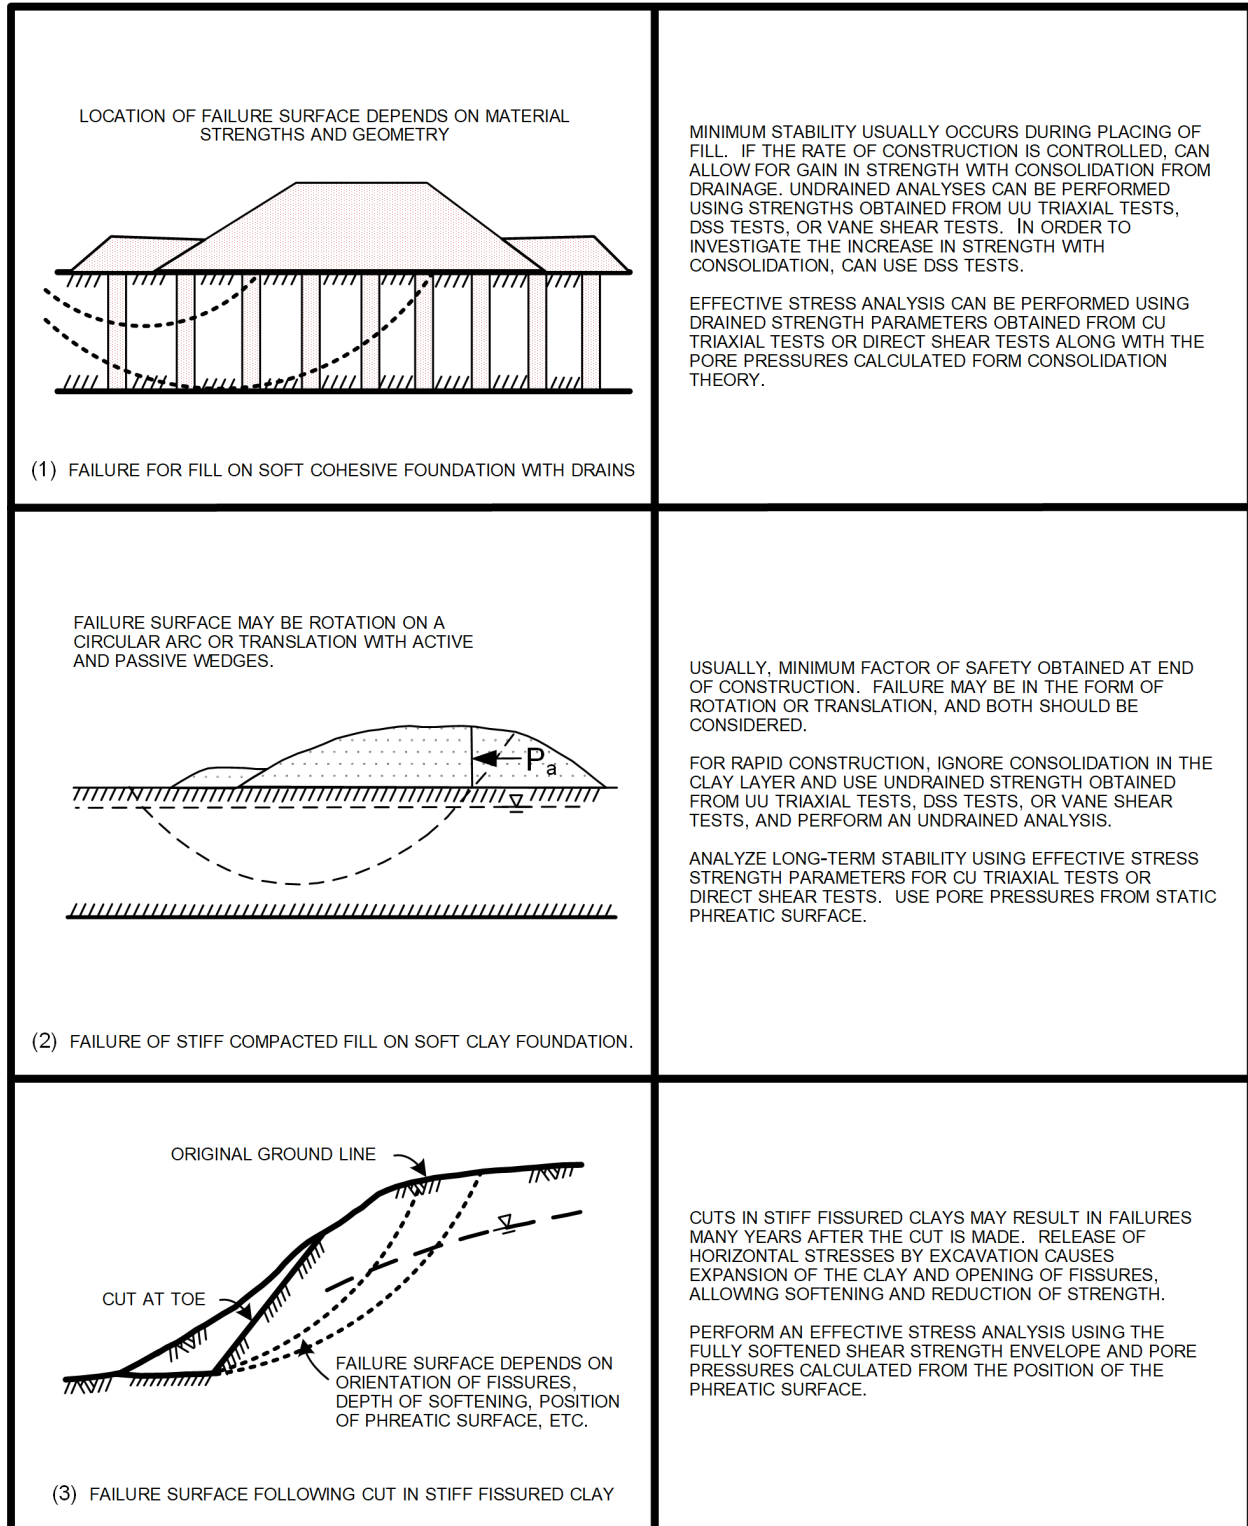 LOCATION OF FAILURE SURFACE DEPENDS ON MATERIAL
STRENGTHS AND GEOMETRY
(1) FAILURE FOR FILL ON SOFT COHESIVE FOUNDATION WITH DRAINS
MINIMUM STABILITY USUALLY OCCURS DURING PLACING OF
FILL. IF THE RATE OF CONSTRUCTION IS CONTROLLED, CAN
ALLOW FOR GAIN IN STRENGTH WITH CONSOLIDATION FROM
DRAINAGE. UNDRAINED ANALYSES CAN BE PERFORMED
USING STRENGTHS OBTAINED FROM UU TRIAXIAL TESTS,
DSS TESTS, OR VANE SHEAR TESTS. IN ORDER TO
INVESTIGATE THE INCREASE IN STRENGTH WITH
CONSOLIDATION, CAN USE DSS TESTS.
EFFECTIVE STRESS ANALYSIS CAN BE PERFORMED USING
DRAINED STRENGTH PARAMETERS OBTAINED FROM CU
TRIAXIAL TESTS OR DIRECT SHEAR TESTS ALONG WITH THE
PORE PRESSURES CALCULATED FORM CONSOLIDATION
THEORY.
FAILURE SURFACE MAY BE ROTATION ON A
CIRCULAR ARC OR TRANSLATION WITH ACTIVE
AND PASSIVE WEDGES.
Pa
(2) FAILURE OF STIFF COMPACTED FILL ON SOFT CLAY FOUNDATION.
USUALLY, MINIMUM FACTOR OF SAFETY OBTAINED AT END
OF CONSTRUCTION. FAILURE MAY BE IN THE FORM OF
ROTATION OR TRANSLATION, AND BOTH SHOULD BE
CONSIDERED.
FOR RAPID CONSTRUCTION, IGNORE CONSOLIDATION IN THE
CLAY LAYER AND USE UNDRAINED STRENGTH OBTAINED
FROM UU TRIAXIAL TESTS, DSS TESTS, OR VANE SHEAR
TESTS, AND PERFORM AN UNDRAINED ANALYSIS.
ANALYZE LONG-TERM STABILITY USING EFFECTIVE STRESS
STRENGTH PARAMETERS FOR CU TRIAXIAL TESTS OR
DIRECT SHEAR TESTS. USE PORE PRESSURES FROM STATIC
PHREATIC SURFACE.
ORIGINAL GROUND LINE
CUT AT TOE
FAILURE SURFACE DEPENDS ON
ORIENTATION OF FISSURES,
DEPTH OF SOFTENING, POSITION
OF PHREATIC SURFACE, ETC.
(3) FAILURE SURFACE FOLLOWING CUT IN STIFF FISSURED CLAY
CUTS IN STIFF FISSURED CLAYS MAY RESULT IN FAILURES
MANY YEARS AFTER THE CUT IS MADE. RELEASE OF
HORIZONTAL STRESSES BY EXCAVATION CAUSES
EXPANSION OF THE CLAY AND OPENING OF FISSURES,
ALLOWING SOFTENING AND REDUCTION OF STRENGTH.
PERFORM AN EFFECTIVE STRESS ANALYSIS USING THE
FULLY SOFTENED SHEAR STRENGTH ENVELOPE AND PORE
PRESSURES CALCULATED FROM THE POSITION OF THE
PHREATIC SURFACE.